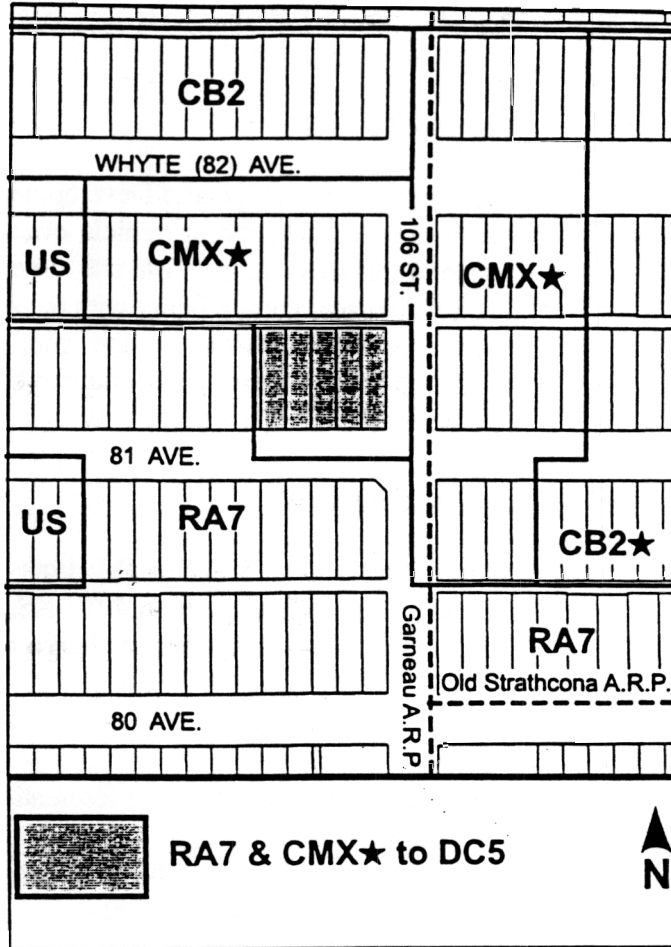 CB2
WHYTE (82) AVE.
US
CMX★
106 ST.
CMX★
81 AVE.
US
RA7
CB2★
Garneau A.R.P
RA7
Old Strathcona A.R.P.
80 AVE.
RA7 & CMX★ to DC5
N